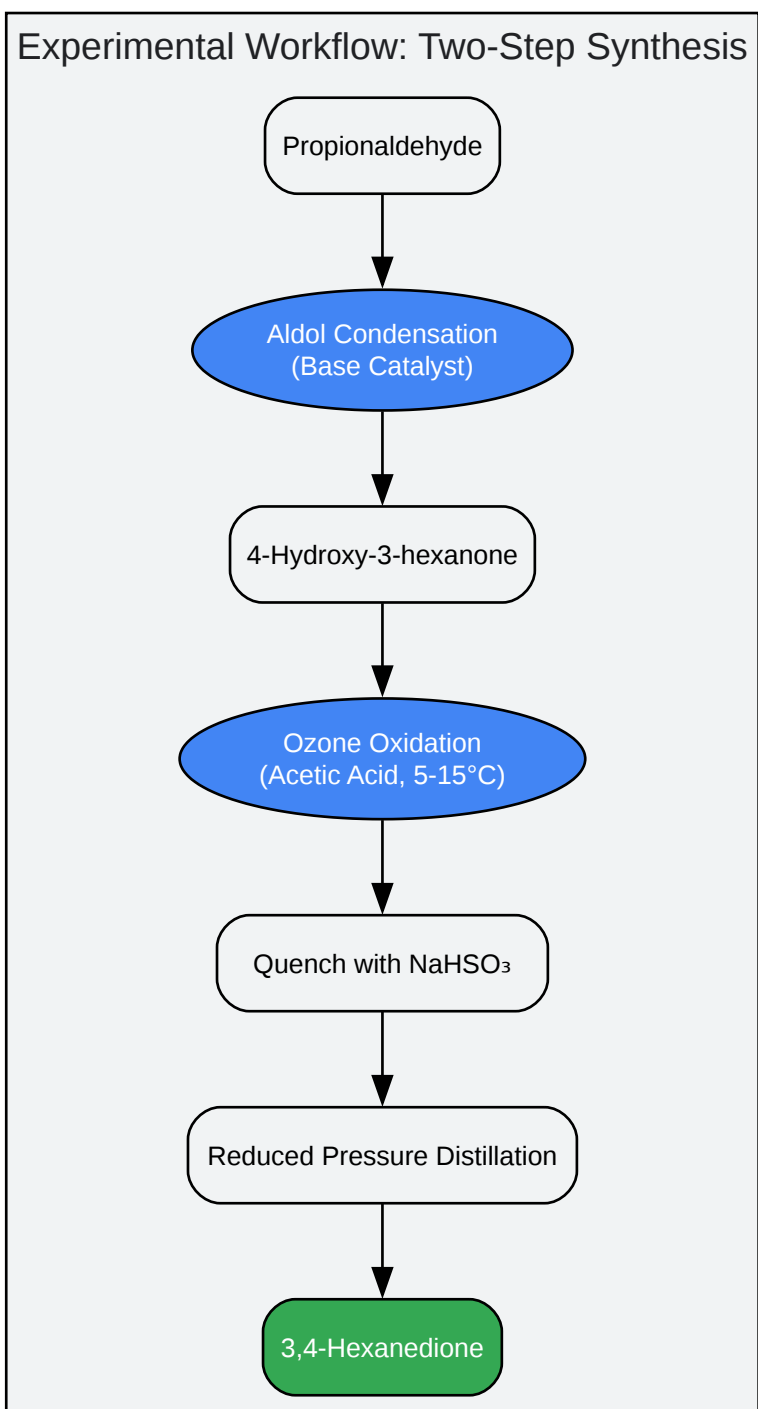 Experimental Workflow: Two-Step Synthesis
Propionaldehyde
Aldol Condensation
(Base Catalyst)
4-Hydroxy-3-hexanone
Ozone Oxidation
(Acetic Acid, 5-15°C)
Quench with NaHSO₃
Reduced Pressure Distillation
3,4-Hexanedione